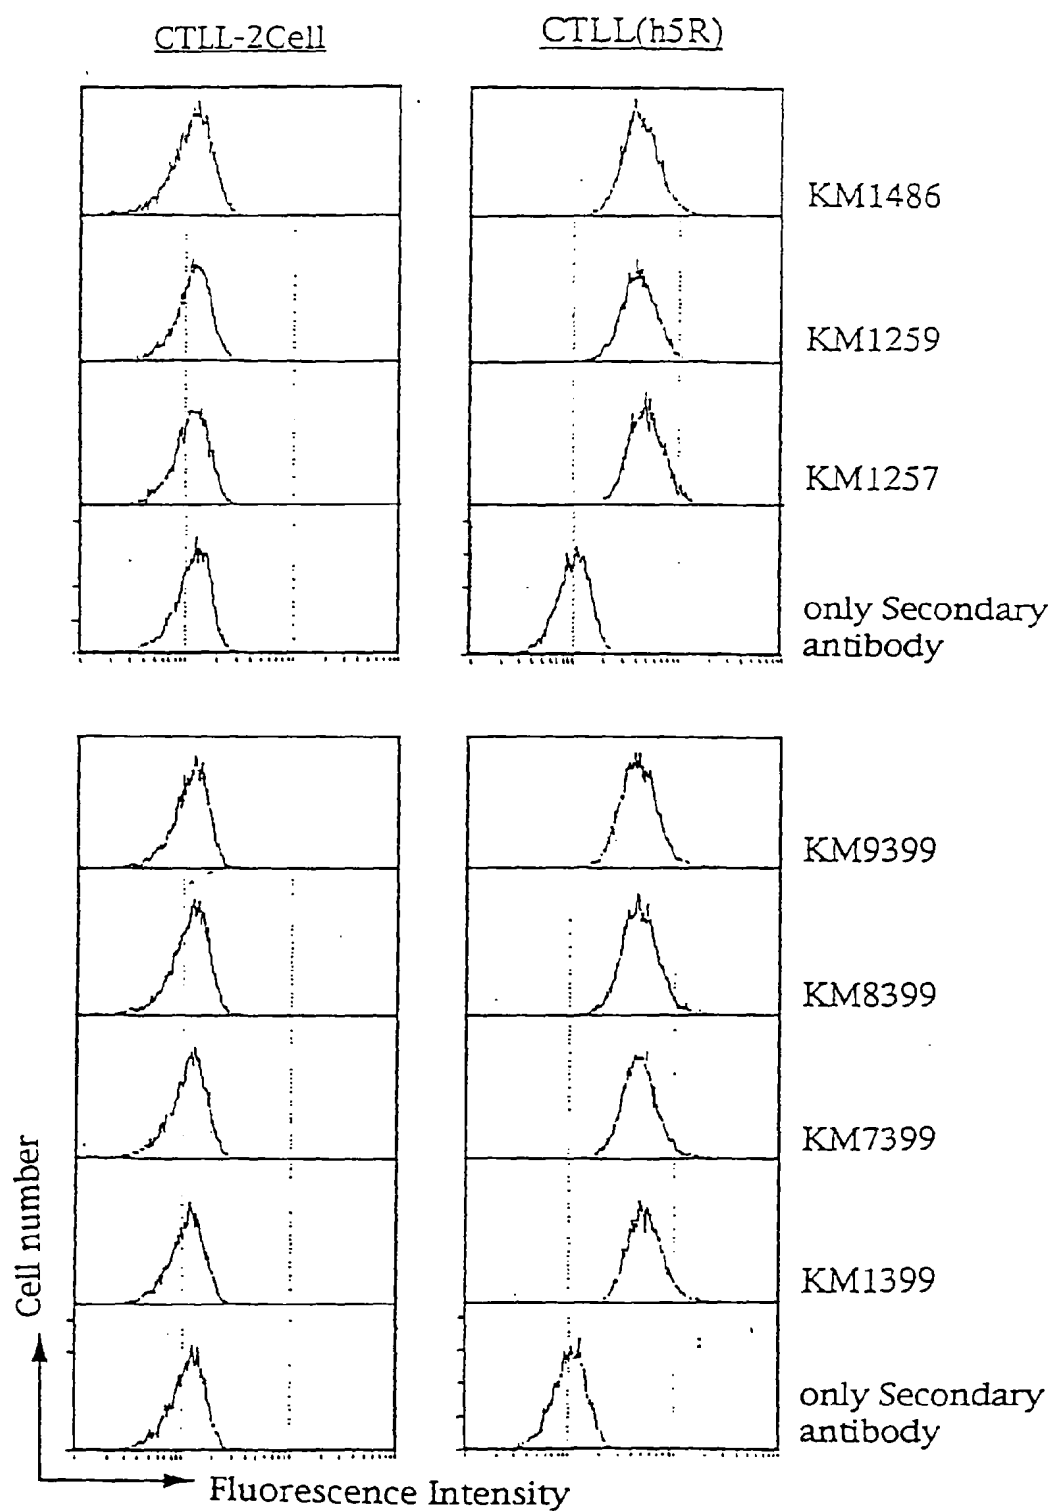 CTLL-2Cell
CTLL(h5R)
KM1486
KM1259
KM1257
only Secondary
antibody
KM9399
KM8399
KM7399
KM1399
only Secondary
antibody
Cell number
Fluorescence Intensity